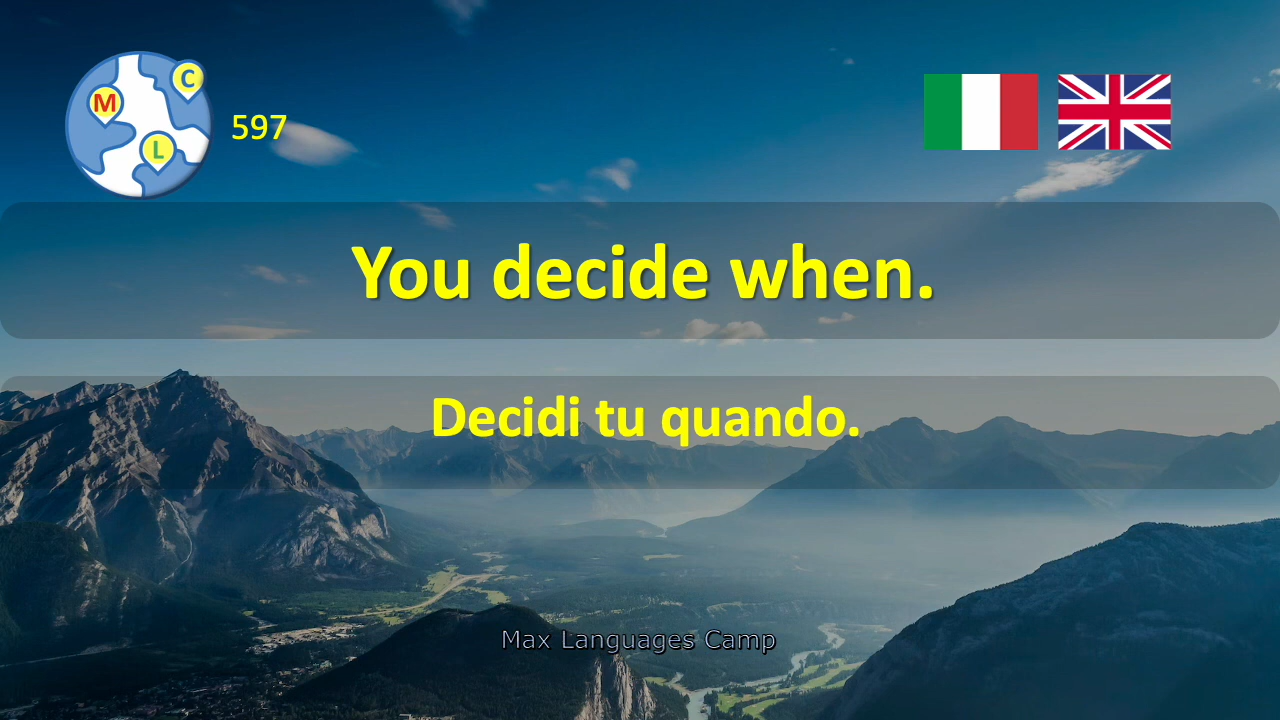 M
C
L
597
You decide when.
Decidi tu quando.
Max Languages Camp